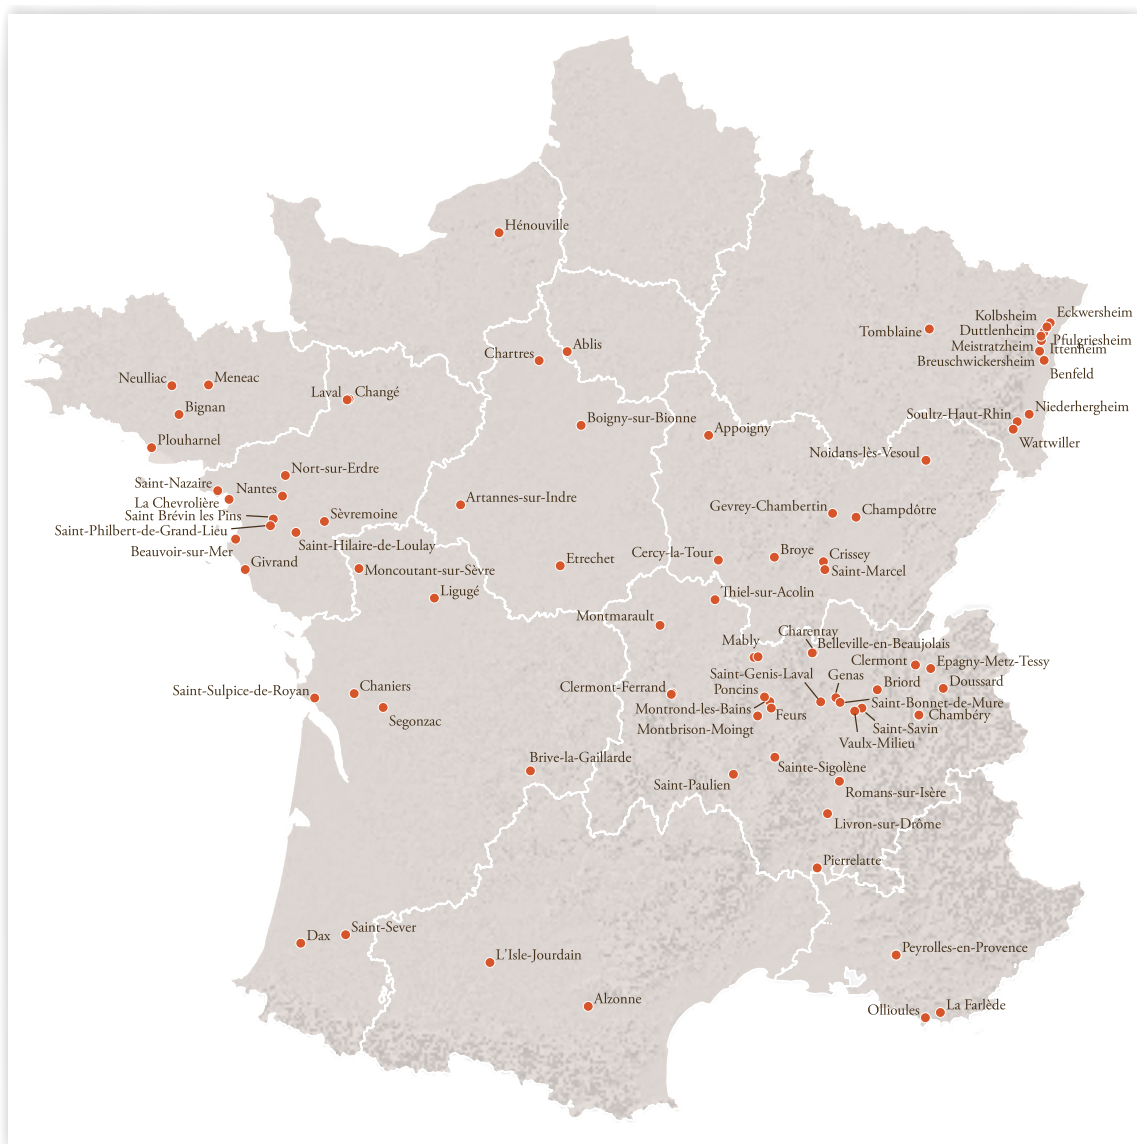 Hénouville
Kolbsheim
Eckwersheim
Tomblaine
Duttlenheim
Pfulgriesheim
Meistratzheim
Ittenheim
Breuschwickersheim
Benfeld
Chartres
Ablis
Neulliac
Meneac
Laval
Changé
Bignan
Plouharnel
Boigny-sur-Bionne
Appoigny
Soultz-Haut-Rhin
Niederhergheim
Wattwiller
Noidans-lès-Vesoul
Nort-sur-Erdre
Saint-Nazaire
Nantes
La Chevrolière
Saint Brévin les Pins
Sèvremoine
Saint-Philbert-de-Grand-Lieu
Saint-Hilaire-de-Loulay
Beauvoir-sur-Mer
Givrand
Artannes-sur-Indre
Gevrey-Chambertin
Champdôtre
Moncoutant-sur-Sèvre
Ligugé
Etrechet
Cercy-la-Tour
Broye
Crissey
Saint-Marcel
Thiel-sur-Acolin
Montmarault
Mably
Charentay
Belleville-en-Beaujolais
Clermont
Epagny-Metz-Tessy
Saint-Genis-Laval
Genas
Briord
Doussard
Clermont-Ferrand
Poncins
Saint-Bonnet-de-Mure
Montrond-les-Bains
Feurs
Chambéry
Montbrison-Moingt
Saint-Savin
Vaulx-Milieu
Saint-Sulpice-de-Royan
Chaniers
Segonzac
Brive-la-Gaillarde
Sainte-Sigolène
Saint-Paulien
Romans-sur-Isère
Livron-sur-Drôme
Pierrelatte
Dax
Saint-Sever
L'Isle-Jourdain
Alzonne
Peyrolles-en-Provence
Ollioules
La Farlède